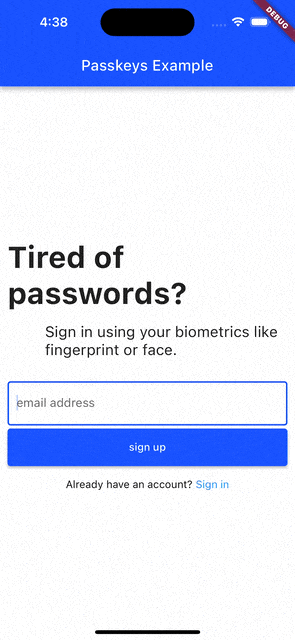 4:38
DEBUG
Passkeys Example
Tired of
passwords?
Sign in using your biometrics like
fingerprint or face.
email address
sign up
Already have an account? Sign in